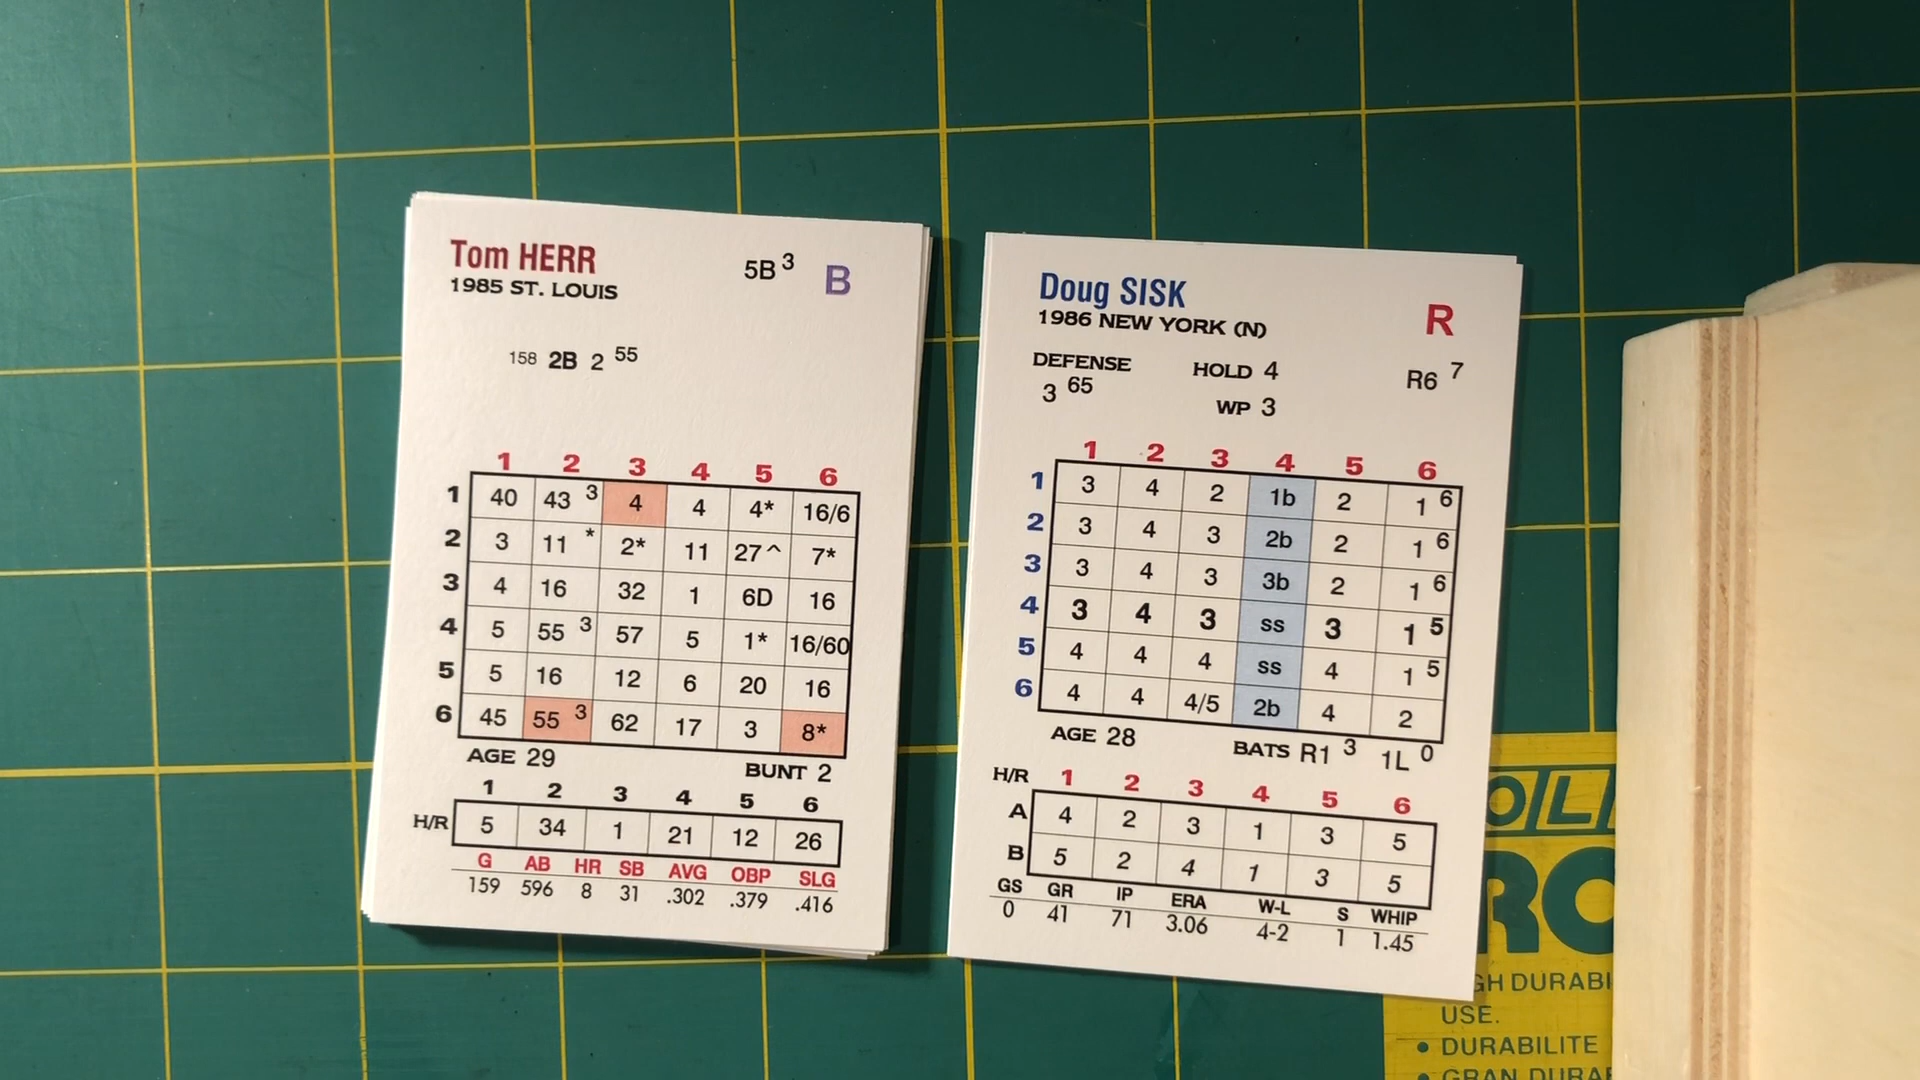 Tom HERR 5B 3 B
1985 ST. LOUIS
158 2B 2 55
1 2 3 4 5 6
1 40 43 3 4 4 4* 16/6
2 3 11 * 2* 11 27^ 7*
3 4 16 32 1 6D 16
4 5 55 3 57 5 1* 16/60
5 5 16 12 6 20 16
6 45 55 3 62 17 3 8*
AGE 29 BUNT 2
1 2 3 4 5 6
H/R 5 34 1 21 12 26
G AB HR SB AVG OBP SLG
159 596 8 31 .302 .379 .416
Doug SISK
1986 NEW YORK (N) R
DEFENSE HOLD 4 R6 7
3 65 WP 3
1 2 3 4 5 6
1 3 4 2 1b 2 1 6
2 3 4 3 2b 2 1 6
3 3 4 3 3b 2 1 6
4 3 4 3 ss 3 1 5
5 4 4 4 ss 4 1 5
6 4 4 4/5 2b 4 2
AGE 28 BATS R1 3 1L 0
H/R 1 2 3 4 5 6
A 4 2 3 1 3 5
B 5 2 4 1 3 5
GS GR IP ERA W-L S WHIP
0 41 71 3.06 4-2 1 1.45
USE.
• DURABILITE